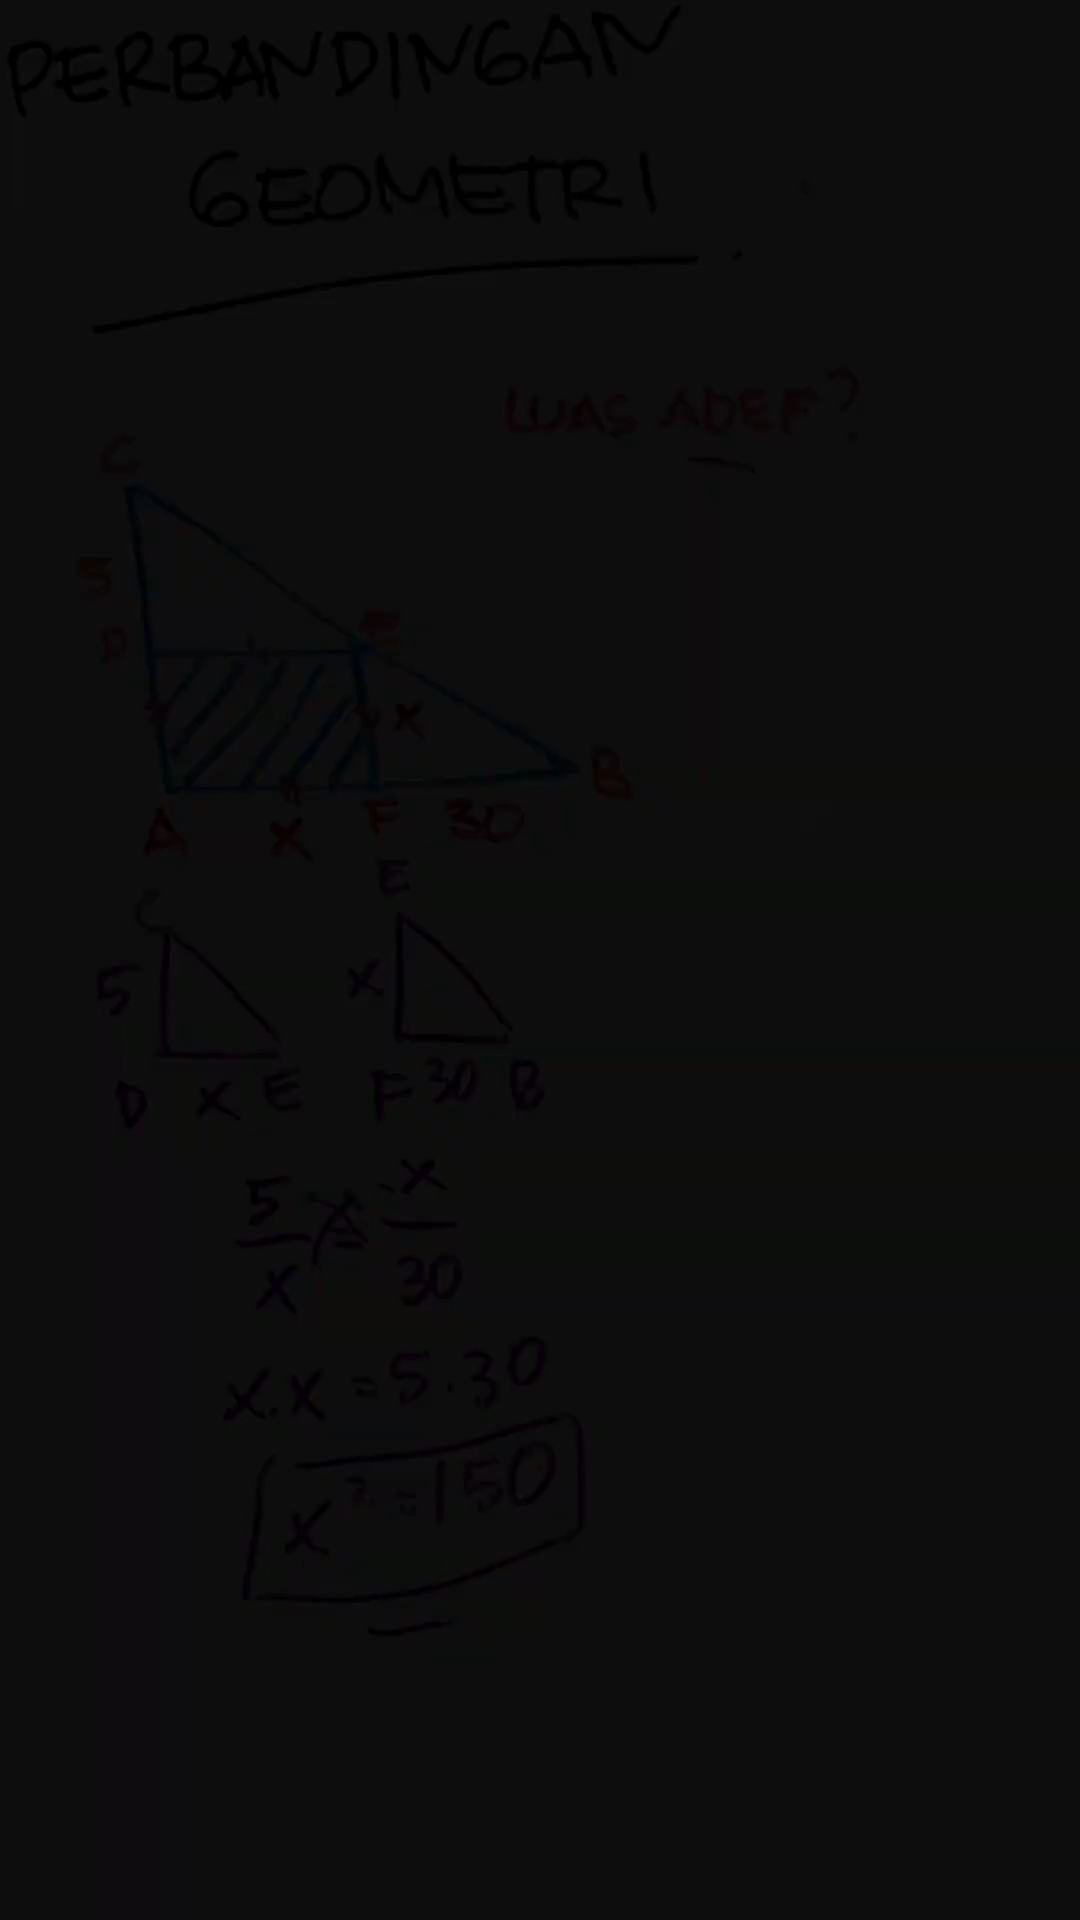 PERBANDINGAN
GEOMETRI
LUAS ADEF?
C
5
D
E
X
A
X
F
30
B
C
5
D X E
E
X
F 30 B
5/x = x/30
x.x = 5.30
x² = 150